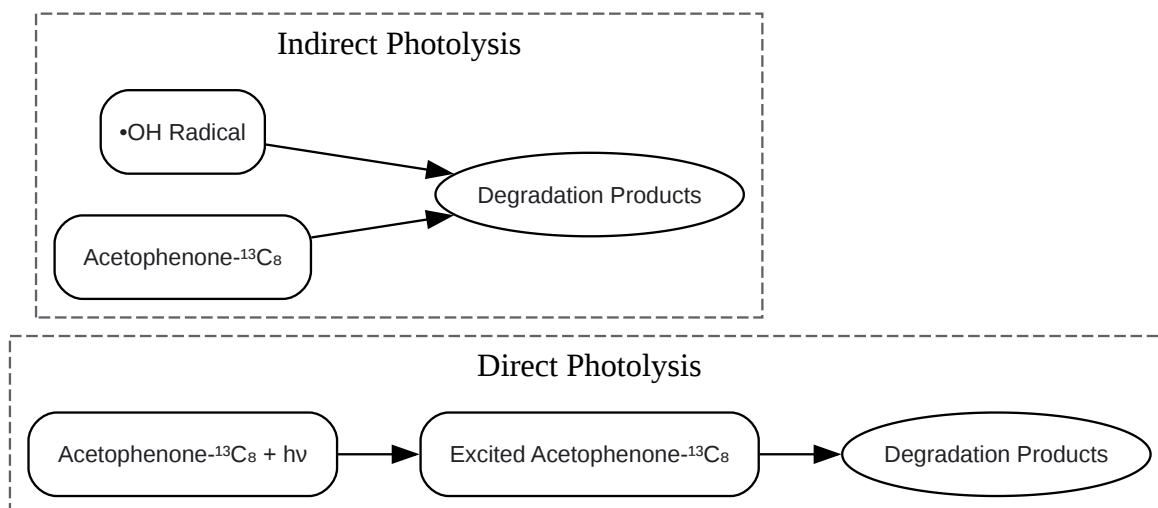 Indirect Photolysis
•OH Radical
Degradation Products
Acetophenone-¹³C₈
Direct Photolysis
Acetophenone-¹³C₈ + hν
Excited Acetophenone-¹³C₈
Degradation Products